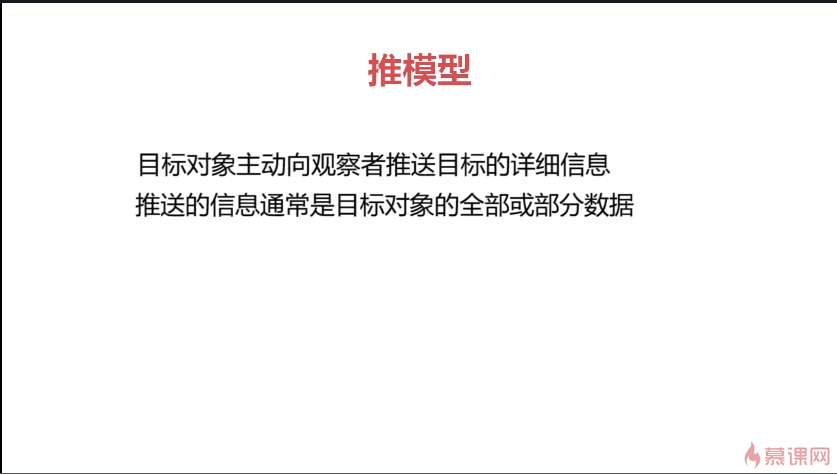 推模型
目标对象主动向观察者推送目标的详细信息
推送的信息通常是目标对象的全部或部分数据
慕课网